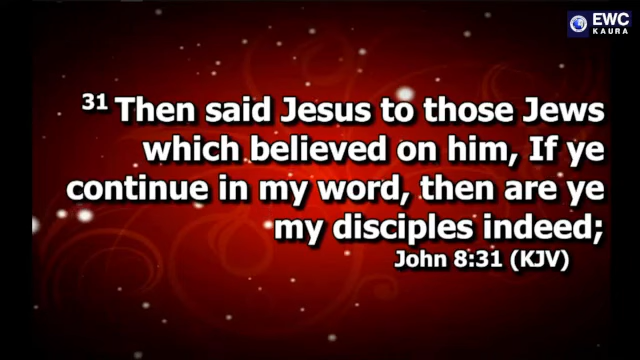 EWC
KAURA
31 Then said Jesus to those Jews
which believed on him, If ye
continue in my word, then are ye
my disciples indeed;
John 8:31 (KJV)